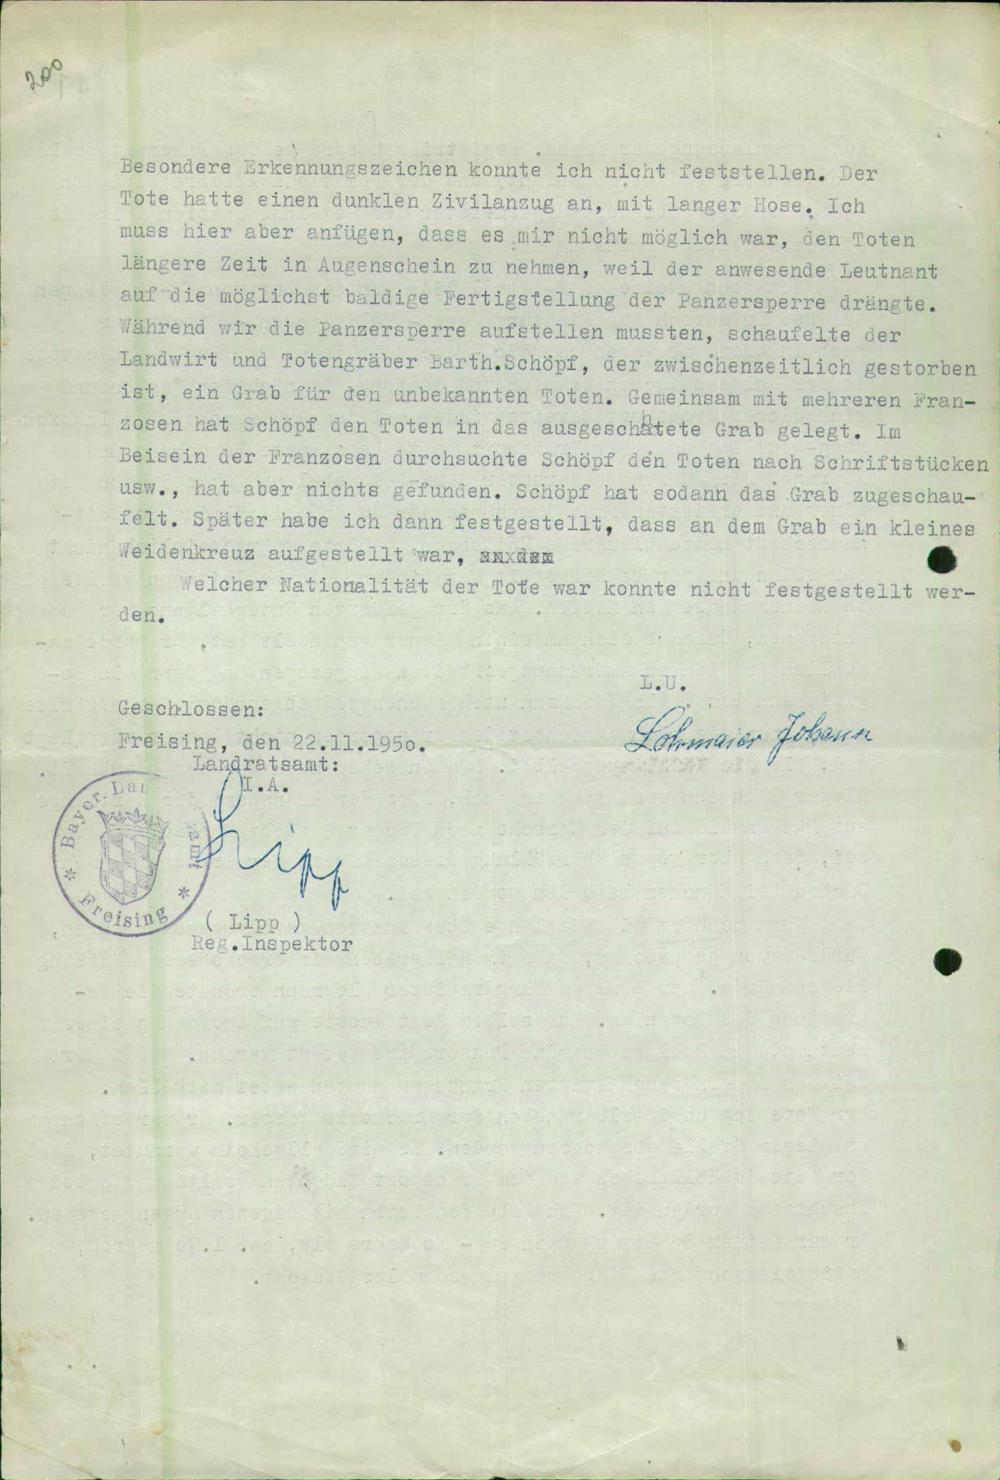 200
Besondere Erkennungszeichen konnte ich nicht feststellen. Der
Tote hatte einen dunklen Zivilanzug an, mit langer Hose. Ich
muss hier aber anfügen, dass es mir nicht möglich war, den Toten
längere Zeit in Augenschein zu nehmen, weil der anwesende Leutnant
auf die möglichst baldige Fertigstellung der Panzersperre drängte.
Während wir die Panzersperre aufstellen mussten, schaufelte der
Landwirt und Totengräber Barth.Schöpf, der zwischenzeitlich gestorben
ist, ein Grab für den unbekannten Toten. Gemeinsam mit mehreren Fran-
zosen hat Schöpf den Toten in das ausgeschahtete Grab gelegt. Im
Beisein der Franzosen durchsuchte Schöpf den Toten nach Schriftstücken
usw., hat aber nichts gefunden. Schöpf hat sodann das Grab zugeschau-
felt. Später habe ich dann festgestellt, dass an dem Grab ein kleines
Weidenkreuz aufgestellt war,
Welcher Nationalität der Tote war konnte nicht festgestellt wer-
den.
L.U.
Geschlossen:
Lohmaier Johann
Freising, den 22.11.1950.
Landratsamt:
I.A.
Bayer. Lan amt
Freising
Lipp
( Lipp )
Reg.Inspektor